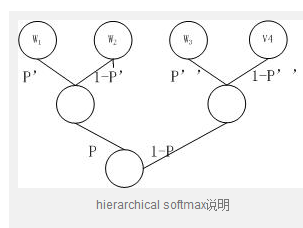 W1 W2 W3 V4
P’ 1-P’ P’’ 1-P’’
P 1-P
hierarchical softmax说明